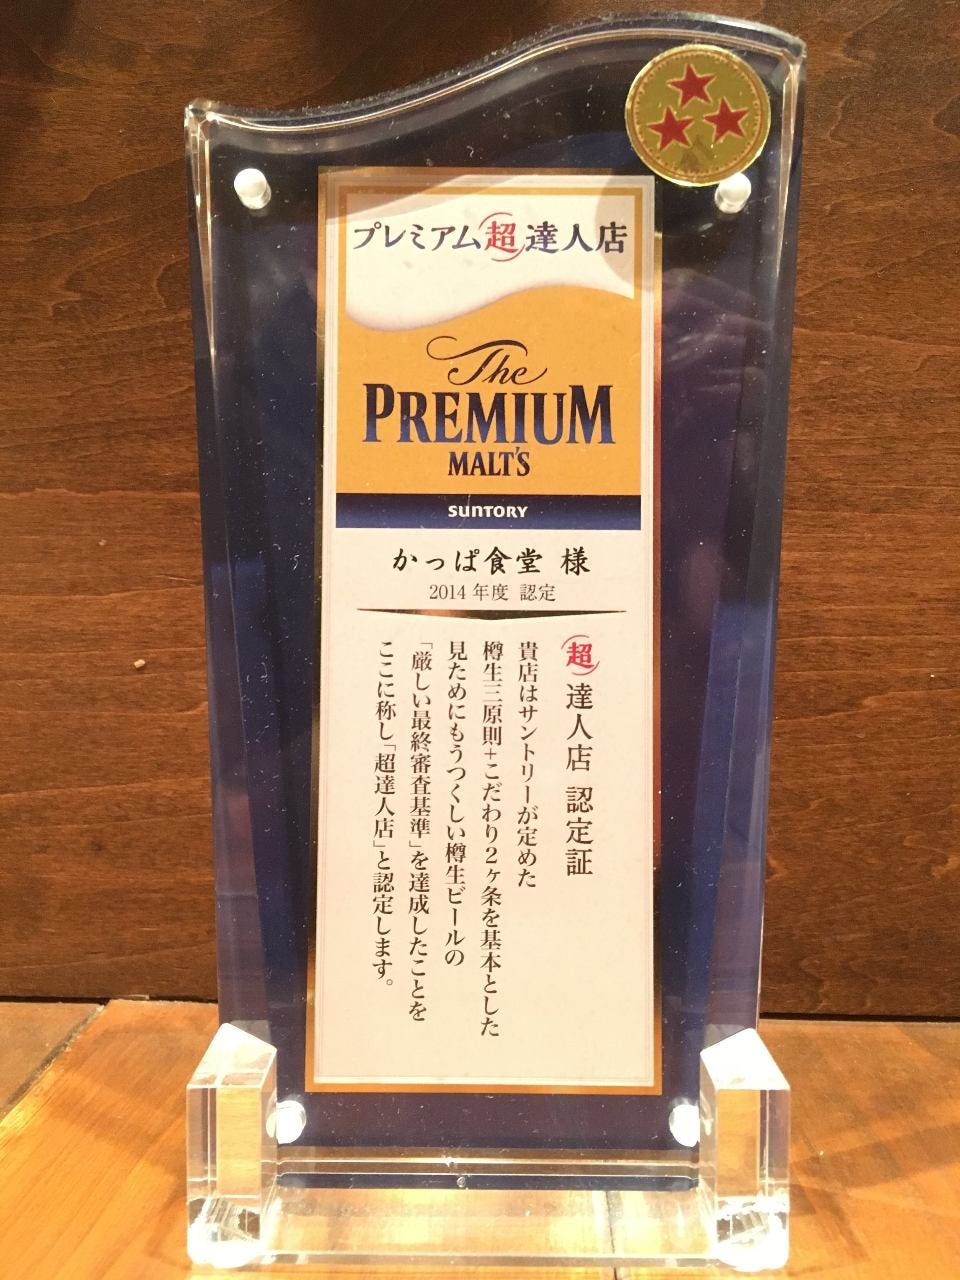 プレミアム超達人店
The
PREMIUM
MALT'S
SUNTORY
かっぱ食堂 様
2014年度 認定
超達人店 認定証
貴店はサントリーが定めた
樽生三原則+こだわり2ヶ条を基本とした
見ためにもうつくしい樽生ビールの
「厳しい最終審査基準」を達成したことを
ここに称し「超達人店」と認定します。